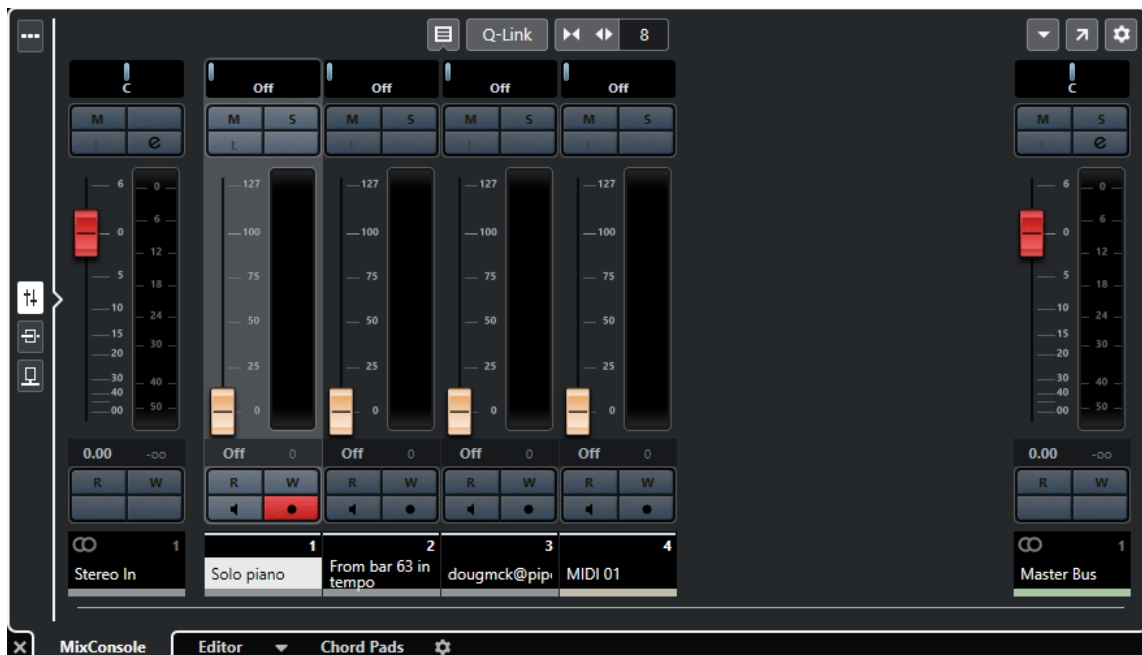 Q-Link 8
C Off Off Off Off C
M M S M S M S M S M S
L e L L L L L e
6 0 127 127 127 127 6 0
0 6 100 100 100 100 0 6
12 12
5 18 75 75 75 75 5 18
10 24 50 50 50 50 10 24
15 15
20 30 25 25 25 25 20 30
30 40 30 40
40 40
00 50 0 0 0 0 00 50
0.00 -oo Off 0 Off 0 Off 0 Off 0 0.00 -oo
R W R W R W R W R W R W
1 1 2 3 4 1
Stereo In Solo piano From bar 63 in dougmck@pip MIDI 01 Master Bus
tempo
MixConsole Editor Chord Pads